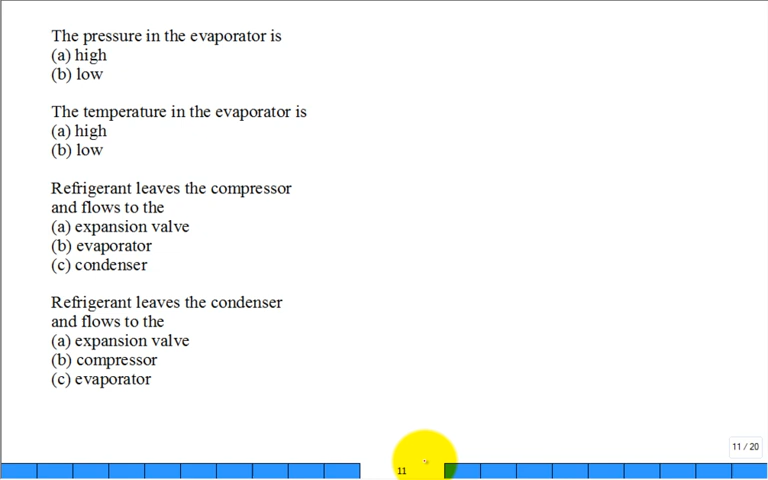 The pressure in the evaporator is
(a) high
(b) low
The temperature in the evaporator is
(a) high
(b) low
Refrigerant leaves the compressor
and flows to the
(a) expansion valve
(b) evaporator
(c) condenser
Refrigerant leaves the condenser
and flows to the
(a) expansion valve
(b) compressor
(c) evaporator
11 / 20
11